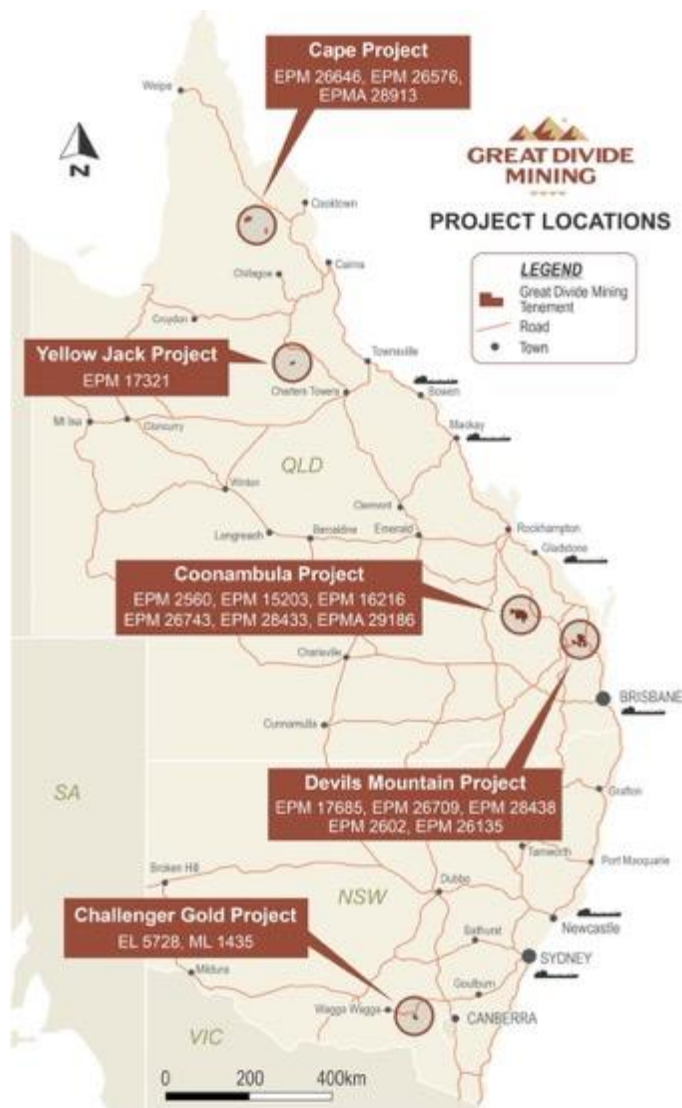 Cape Project
EPM 26646, EPM 26576,
EPMA 28913
Weipa
N
GREAT DIVIDE
MINING
PROJECT LOCATIONS
Cooktown
LEGEND
Great Divide Mining
Tenement
Road
Town
Cairns
Chillagoe
Croydon
Yellow Jack Project
EPM 17321
Townsville
Charters Towers
Bowen
Mt Isa
Cloncurry
Mackay
QLD
Winton
Clermont
Longreach
Barcaldine
Emerald
Rockhampton
Gladstone
Coonambula Project
EPM 2560, EPM 15203, EPM 16216
EPM 26743, EPM 28433, EPMA 29186
Charleville
BRISBANE
Cunnamulla
Devils Mountain Project
EPM 17685, EPM 26709, EPM 28438
EPM 2602, EPM 26135
SA
Grafton
Tamworth
Port Macquarie
Broken Hill
Dubbo
NSW
Challenger Gold Project
EL 5728, ML 1435
Newcastle
Bathurst
SYDNEY
Mildura
Goulburn
Wagga Wagga
CANBERRA
VIC
0 200 400km